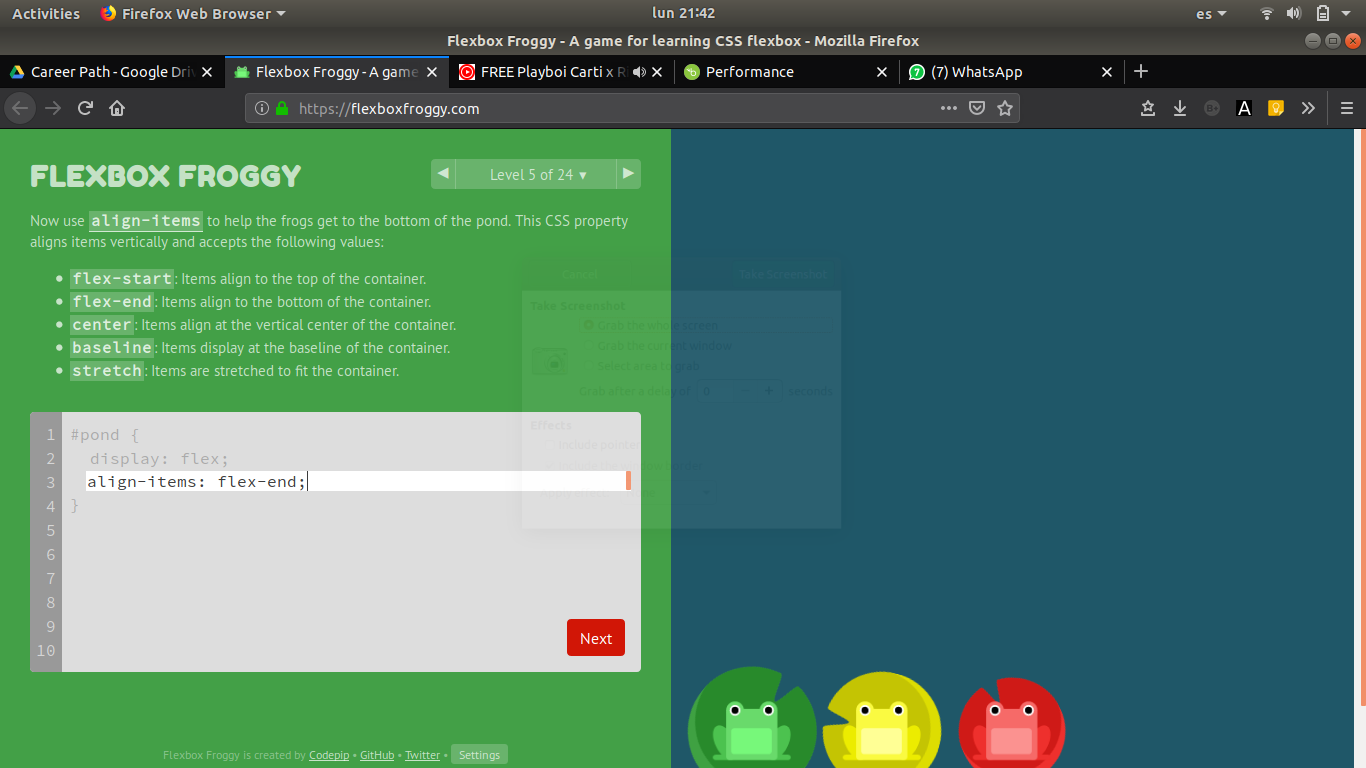 Activities Firefox Web Browser lun 21:42 es
Flexbox Froggy - A game for learning CSS flexbox - Mozilla Firefox
Career Path - Google Driv Flexbox Froggy - A game FREE Playboi Carti x R Performance (7) WhatsApp
https://flexboxfroggy.com
FLEXBOX FROGGY
Level 5 of 24
Now use align-items to help the frogs get to the bottom of the pond. This CSS property
aligns items vertically and accepts the following values:
flex-start: Items align to the top of the container.
flex-end: Items align to the bottom of the container.
center: Items align at the vertical center of the container.
baseline: Items display at the baseline of the container.
stretch: Items are stretched to fit the container.
Cancel Take Screenshot
Take Screenshot
Grab the whole screen
Grab the current window
Select area to grab
Grab after a delay of 0 - + seconds
Effects
Include pointer
1 #pond {
2 display: flex;
3 align-items: flex-end;
4 }
5
6
7
8
9
10
Next
Flexbox Froggy is created by Codepip • GitHub • Twitter • Settings